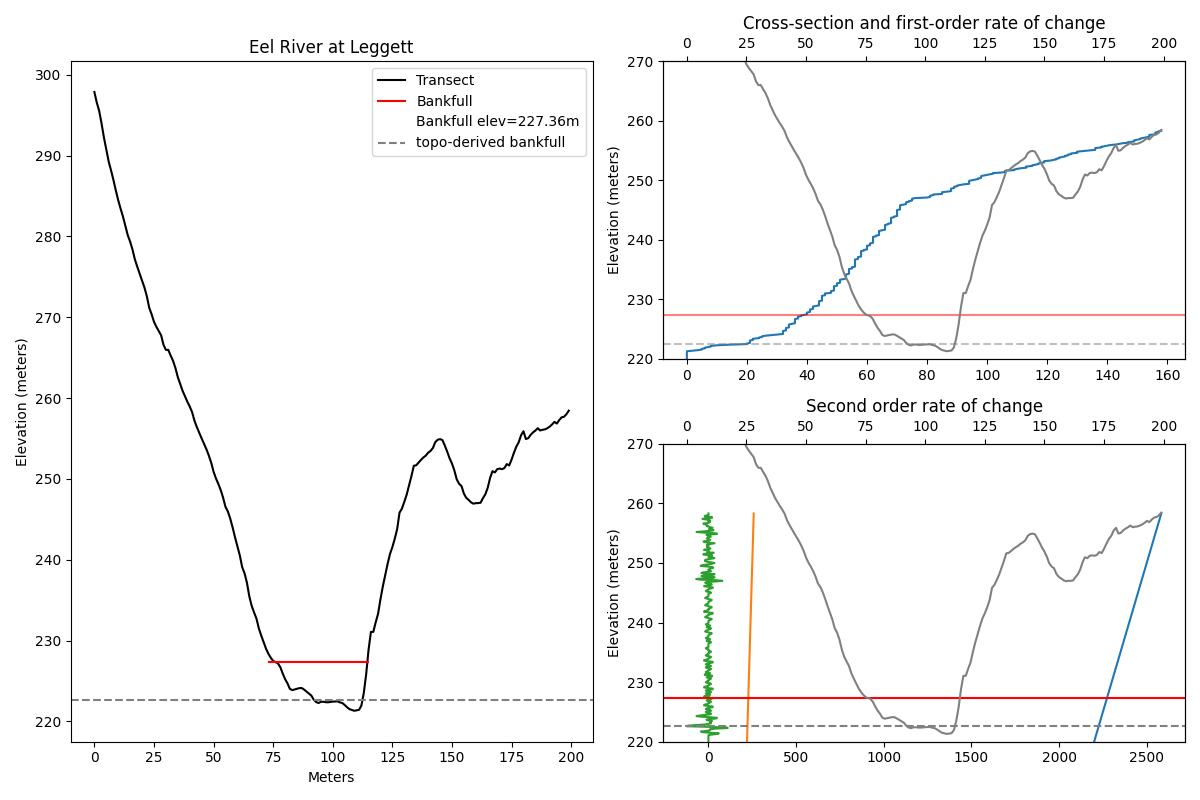 Eel River at Leggett
Transect
Bankfull
Bankfull elev=227.36m
topo-derived bankfull
Elevation (meters)
300
290
280
270
260
250
240
230
220
0 25 50 75 100 125 150 175 200
Meters
Cross-section and first-order rate of change
0 25 50 75 100 125 150 175 200
Elevation (meters)
270
260
250
240
230
220
0 20 40 60 80 100 120 140 160
Second order rate of change
0 25 50 75 100 125 150 175 200
Elevation (meters)
270
260
250
240
230
220
0 500 1000 1500 2000 2500